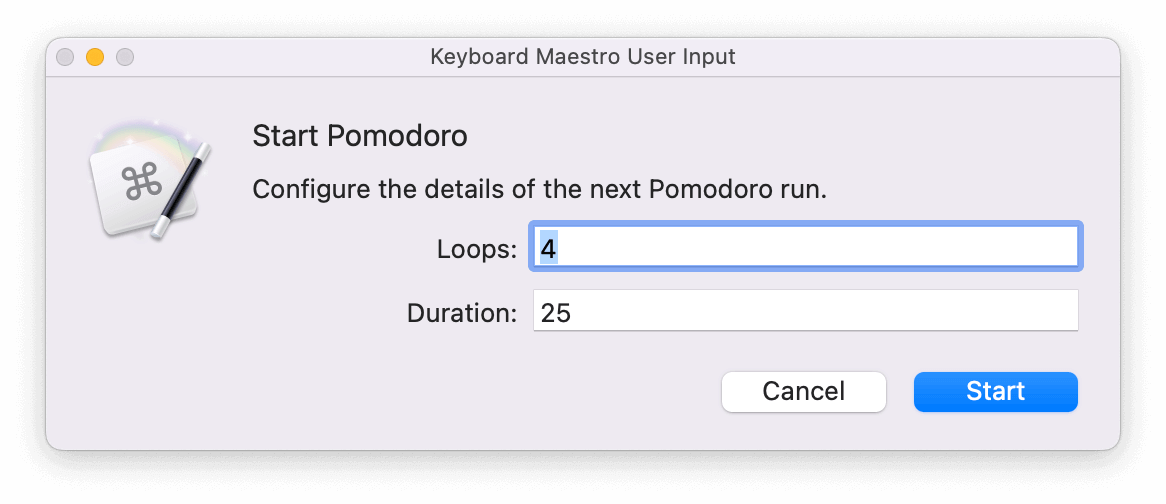 Keyboard Maestro User Input
Start Pomodoro
Configure the details of the next Pomodoro run.
Loops: 4
Duration: 25
Cancel Start